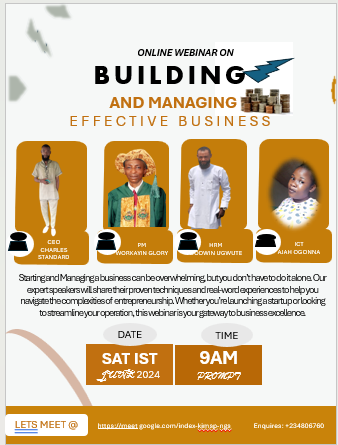 ONLINE WEBINAR ON
BUILDING
AND MANAGING
EFFECTIVE BUSINESS
CEO
CHARLES
STANDARD
PM
WORKAYIN GLORY
HRM
GODWIN UGWUTE
ICT
OGONNA
Starting and Managing a business can be overwhelming, but you don't have to do it alone. Our
expert speakers will share their proven techniques and real-word experiences to help you
navigate the complexities of entrepreneurship. Whether you're launching a startup or looking
to streamline your operation, this webinar is your gateway to business excellence.
DATE
TIME
SAT IST
JUNE 2024
9AM
PROMPT
LETS MEET @
https://meet.google.com/index-kimap-ngs
Enquires: +234806760